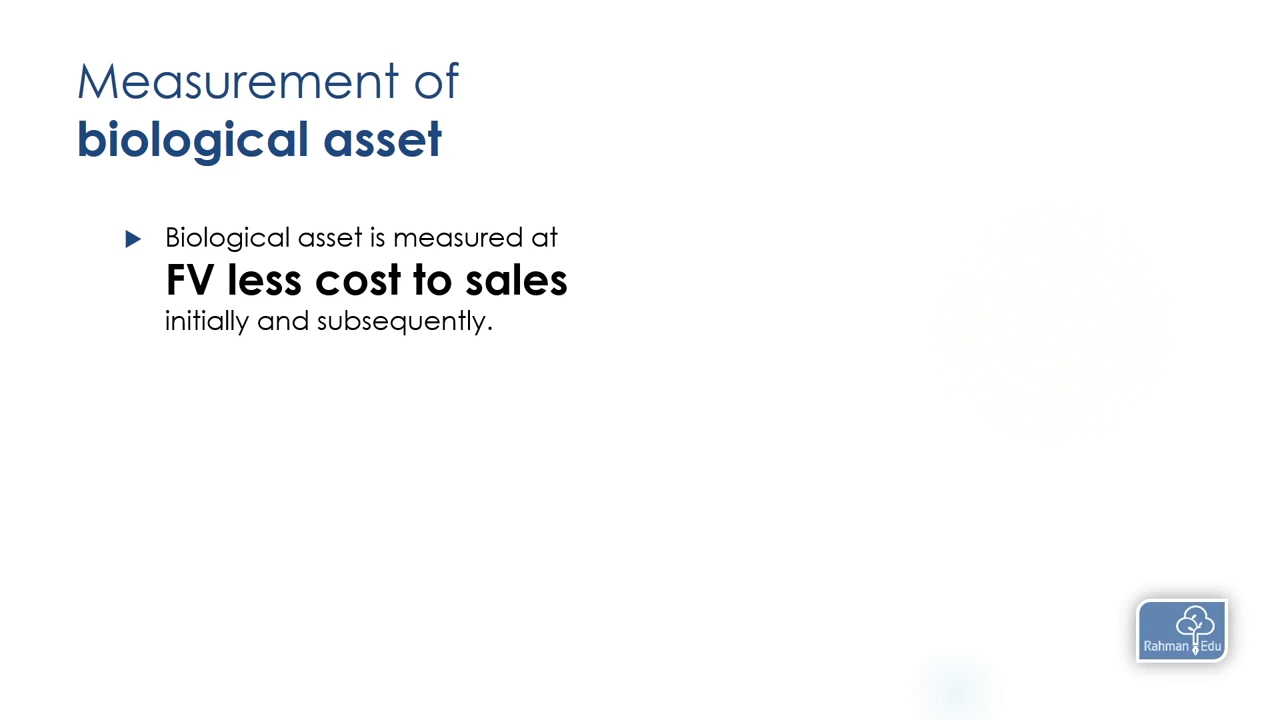 Measurement of
biological asset
Biological asset is measured at
FV less cost to sales
initially and subsequently.
Rahman Edu